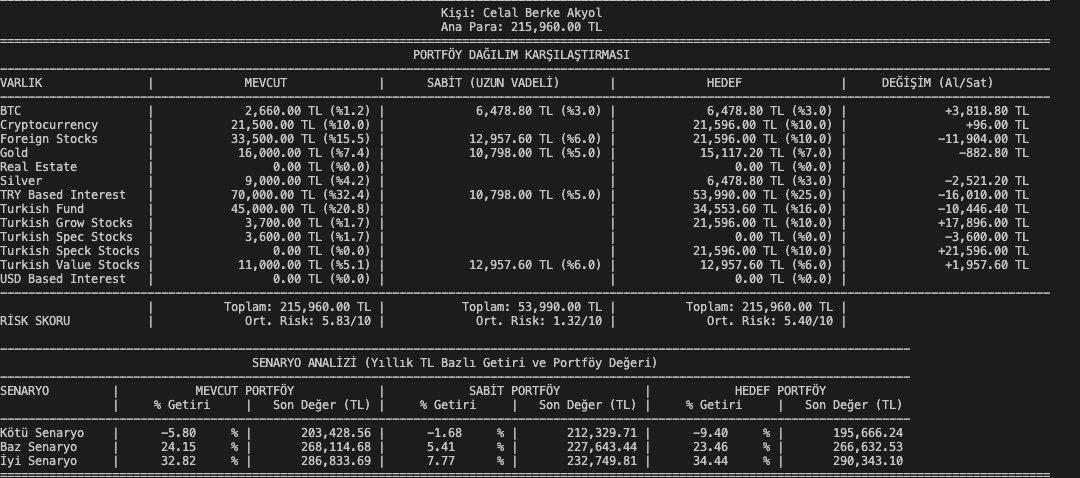 Kişi: Celal Berke Akyol
Ana Para: 215,960.00 TL
PORTFÖY DAĞILIM KARŞILAŞTIRMASI
VARLIK | MEVCUT | SABİT (UZUN VADELİ) | HEDEF | DEĞİŞİM (Al/Sat)
BTC | 2,660.00 TL (%1.2) | 6,478.80 TL (%3.0) | 6,478.80 TL (%3.0) | +3,818.80 TL
Cryptocurrency | 21,500.00 TL (%10.0) | | 21,596.00 TL (%10.0) | +96.00 TL
Foreign Stocks | 33,500.00 TL (%15.5) | 12,957.60 TL (%6.0) | 21,596.00 TL (%10.0) | -11,904.00 TL
Gold | 16,000.00 TL (%7.4) | 10,798.00 TL (%5.0) | 15,117.20 TL (%7.0) | -882.80 TL
Real Estate | 0.00 TL (%0.0) | | 0.00 TL (%0.0) |
Silver | 9,000.00 TL (%4.2) | | 6,478.80 TL (%3.0) | -2,521.20 TL
TRY Based Interest | 70,000.00 TL (%32.4) | 10,798.00 TL (%5.0) | 53,990.00 TL (%25.0) | -16,010.00 TL
Turkish Fund | 45,000.00 TL (%20.8) | | 34,553.60 TL (%16.0) | -10,446.40 TL
Turkish Grow Stocks | 3,700.00 TL (%1.7) | | 21,596.00 TL (%10.0) | +17,896.00 TL
Turkish Spec Stocks | 3,600.00 TL (%1.7) | | 0.00 TL (%0.0) | -3,600.00 TL
Turkish Speck Stocks | 0.00 TL (%0.0) | | 21,596.00 TL (%10.0) | +21,596.00 TL
Turkish Value Stocks | 11,000.00 TL (%5.1) | 12,957.60 TL (%6.0) | 12,957.60 TL (%6.0) | +1,957.60 TL
USD Based Interest | 0.00 TL (%0.0) | | 0.00 TL (%0.0) |
| Toplam: 215,960.00 TL | Toplam: 53,990.00 TL | Toplam: 215,960.00 TL |
RİSK SKORU | Ort. Risk: 5.83/10 | Ort. Risk: 1.32/10 | Ort. Risk: 5.40/10 |
SENARYO ANALİZİ (Yıllık TL Bazlı Getiri ve Portföy Değeri)
SENARYO | MEVCUT PORTFÖY | SABİT PORTFÖY | HEDEF PORTFÖY
| % Getiri | Son Değer (TL) | % Getiri | Son Değer (TL) | % Getiri | Son Değer (TL)
Kötü Senaryo | -5.80 % | 203,428.56 | -1.68 % | 212,329.71 | -9.40 % | 195,666.24
Baz Senaryo | 24.15 % | 268,114.68 | 5.41 % | 227,643.44 | 23.46 % | 266,632.53
İyi Senaryo | 32.82 % | 286,833.69 | 7.77 % | 232,749.81 | 34.44 % | 290,343.10